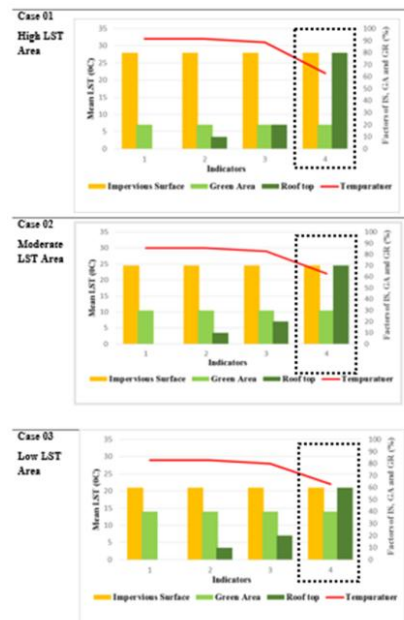 Case 01
High LST
Area
Mean LST (0C)
35
30
25
20
15
10
5
0
100
90
80
70
60
50
40
30
20
10
0
Factors of IS, GA and GR (%)
1 2 3 4
Indicators
Impervious Surface Green Area Roof top Tempuratuer
Case 02
Moderate
LST Area
Mean LST (0C)
35
30
25
20
15
10
5
0
100
90
80
70
60
50
40
30
20
10
0
Factors of IS, GA and GR (%)
1 2 3 4
Indicators
Impervious Surface Green Area Roof top Tempuratuer
Case 03
Low LST
Area
Mean LST (0C)
35
30
25
20
15
10
5
0
100
90
80
70
60
50
40
30
20
10
0
Factors of IS, GA and GR (%)
1 2 3 4
Indicators
Impervious Surface Green Area Roof top Tempuratuer